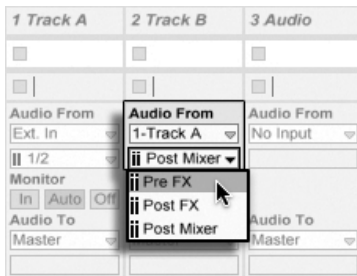 1 Track A 2 Track B 3 Audio
Audio From Audio From Audio From
Ext. In 1-Track A No Input
1/2 Post Mixer
Monitor Pre FX
In Auto Off Post FX
Audio To Post Mixer Audio To
Master Master